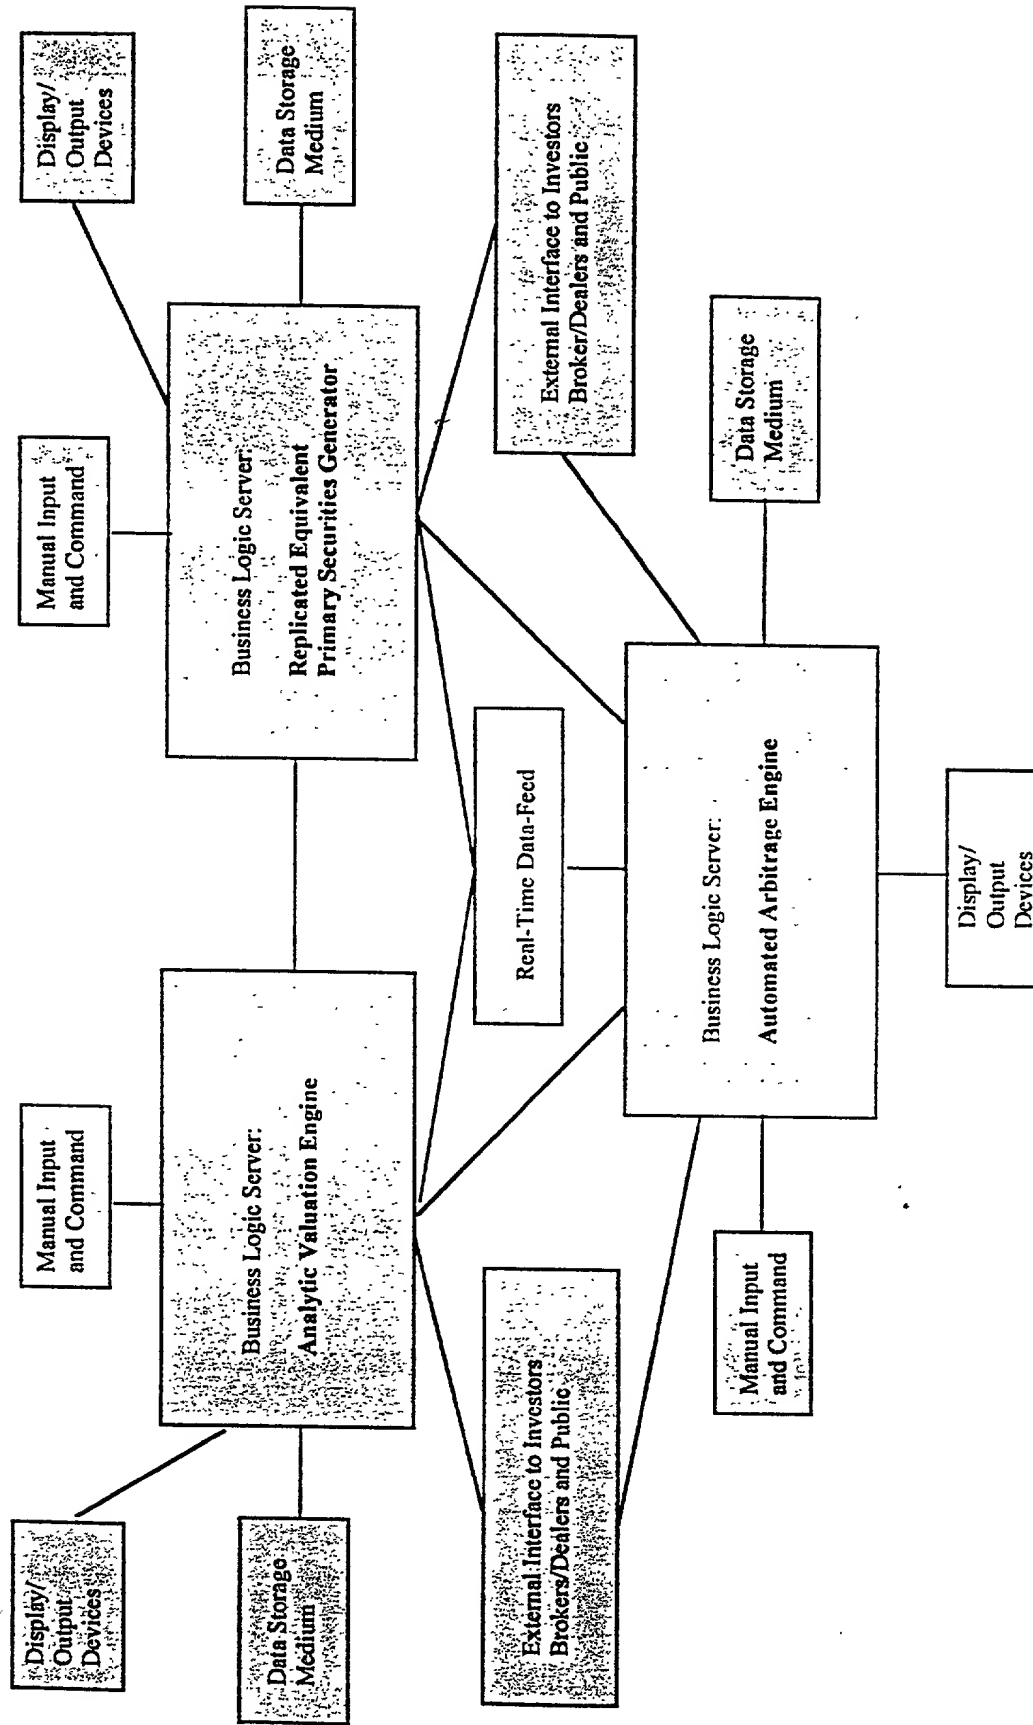 Display/
Output
Devices
Manual Input
and Command
Manual Input
and Command
Display/
Output
Devices
Data Storage
Medium
Business Logic Server:
Analytic Valuation Engine
Business Logic Server:
Replicated Equivalent
Primary Securities Generator
Data Storage
Medium
External Interface to Investors
Brokers/Dealers and Public
Real-Time Data-Feed
External Interface to Investors
Broker/Dealers and Public
Manual Input
and Command
Business Logic Server:
Automated Arbitrage Engine
Data Storage
Medium
Display/
Output
Devices